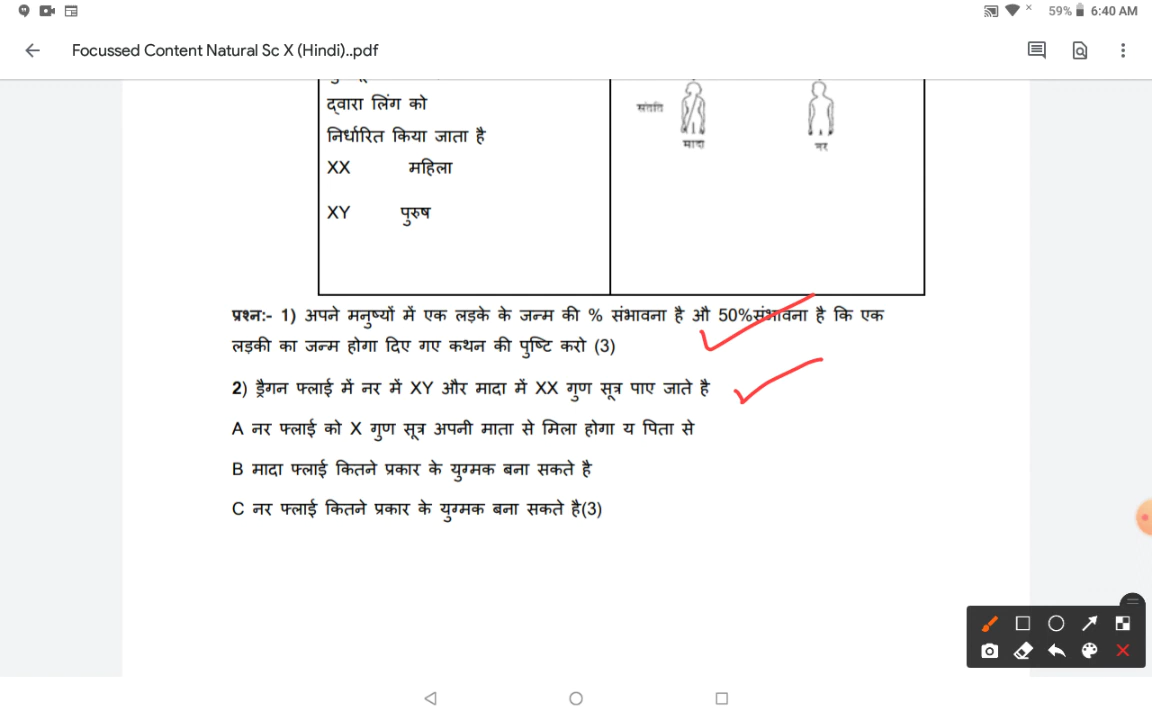 59% 6:40 AM
Focussed Content Natural Sc X (Hindi)..pdf
द्वारा लिंग को
निर्धारित किया जाता है
XX महिला
XY पुरुष
संतति
मादा
नर
प्रश्न:- 1) अपने मनुष्यों में एक लड़के के जन्म की % संभावना है औ 50%संभावना है कि एक
लड़की का जन्म होगा दिए गए कथन की पुष्टि करो (3)
2) ड्रैगन फ्लाई में नर में XY और मादा में XX गुण सूत्र पाए जाते है
A नर फ्लाई को X गुण सूत्र अपनी माता से मिला होगा य पिता से
B मादा फ्लाई कितने प्रकार के युग्मक बना सकते है
C नर फ्लाई कितने प्रकार के युग्मक बना सकते है(3)